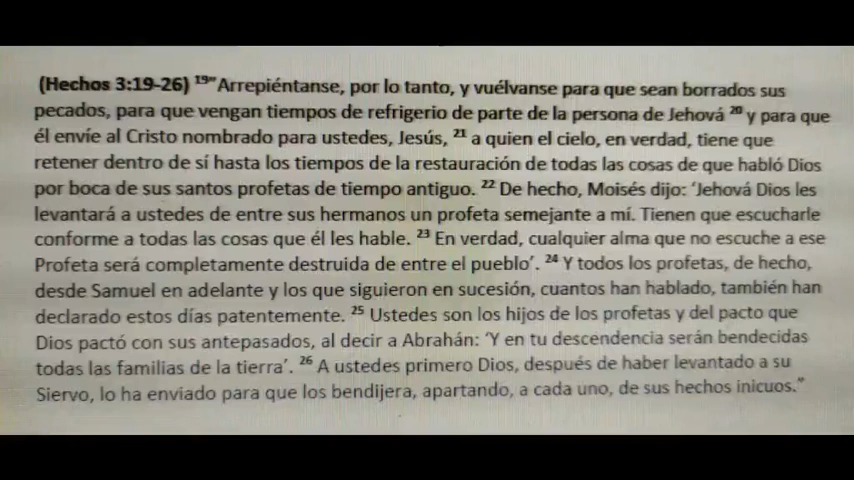 (Hechos 3:19-26) 19“Arrepiéntanse, por lo tanto, y vuélvanse para que sean borrados sus
pecados, para que vengan tiempos de refrigerio de parte de la persona de Jehová 20 y para que
él envíe al Cristo nombrado para ustedes, Jesús, 21 a quien el cielo, en verdad, tiene que
retener dentro de sí hasta los tiempos de la restauración de todas las cosas de que habló Dios
por boca de sus santos profetas de tiempo antiguo. 22 De hecho, Moisés dijo: ‘Jehová Dios les
levantará a ustedes de entre sus hermanos un profeta semejante a mí. Tienen que escucharle
conforme a todas las cosas que él les hable. 23 En verdad, cualquier alma que no escuche a ese
Profeta será completamente destruida de entre el pueblo’. 24 Y todos los profetas, de hecho,
desde Samuel en adelante y los que siguieron en sucesión, cuantos han hablado, también han
declarado estos días patentemente. 25 Ustedes son los hijos de los profetas y del pacto que
Dios pactó con sus antepasados, al decir a Abrahán: ‘Y en tu descendencia serán bendecidas
todas las familias de la tierra’. 26 A ustedes primero Dios, después de haber levantado a su
Siervo, lo ha enviado para que los bendijera, apartando, a cada uno, de sus hechos inicuos.”